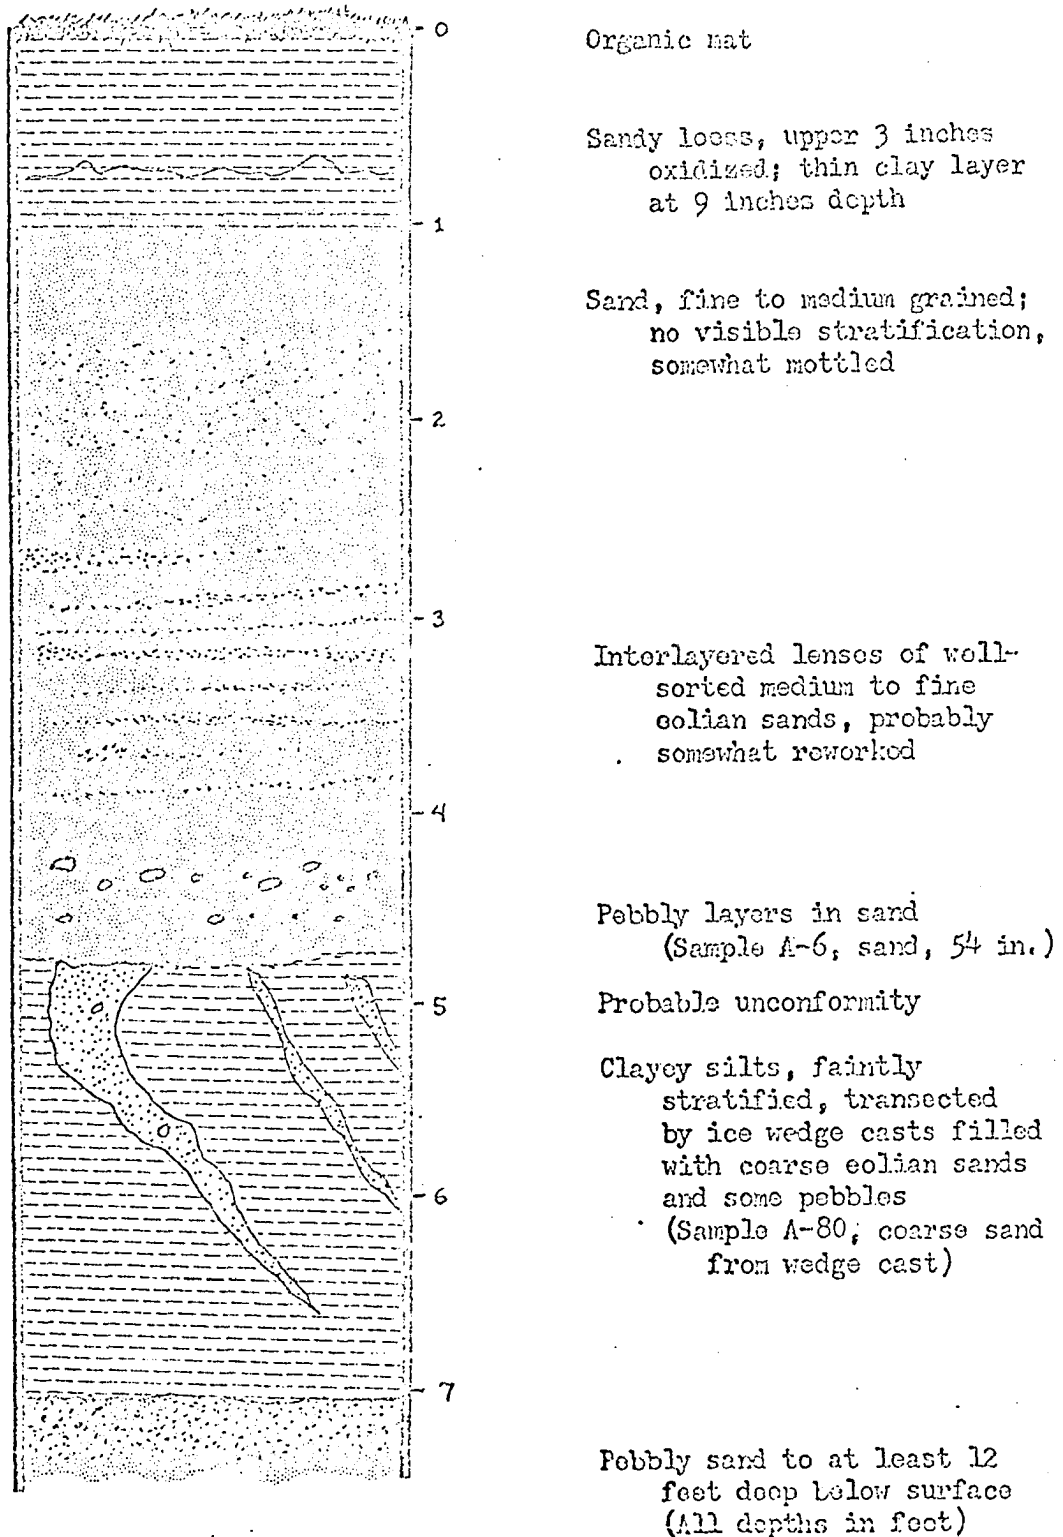 0
Organic mat
Sandy loess, upper 3 inches
oxidized; thin clay layer
at 9 inches depth
1
Sand, fine to medium grained;
no visible stratification,
somewhat mottled
2
3
Interlayered lenses of well-
sorted medium to fine
eolian sands, probably
somewhat reworked
4
Pebbly layers in sand
(Sample A-6, sand, 54 in.)
5
Probable unconformity
Clayey silts, faintly
stratified, transected
by ice wedge casts filled
with coarse eolian sands
and some pebbles
(Sample A-80, coarse sand
from wedge cast)
6
7
Pebbly sand to at least 12
feet deep below surface
(All depths in feet)